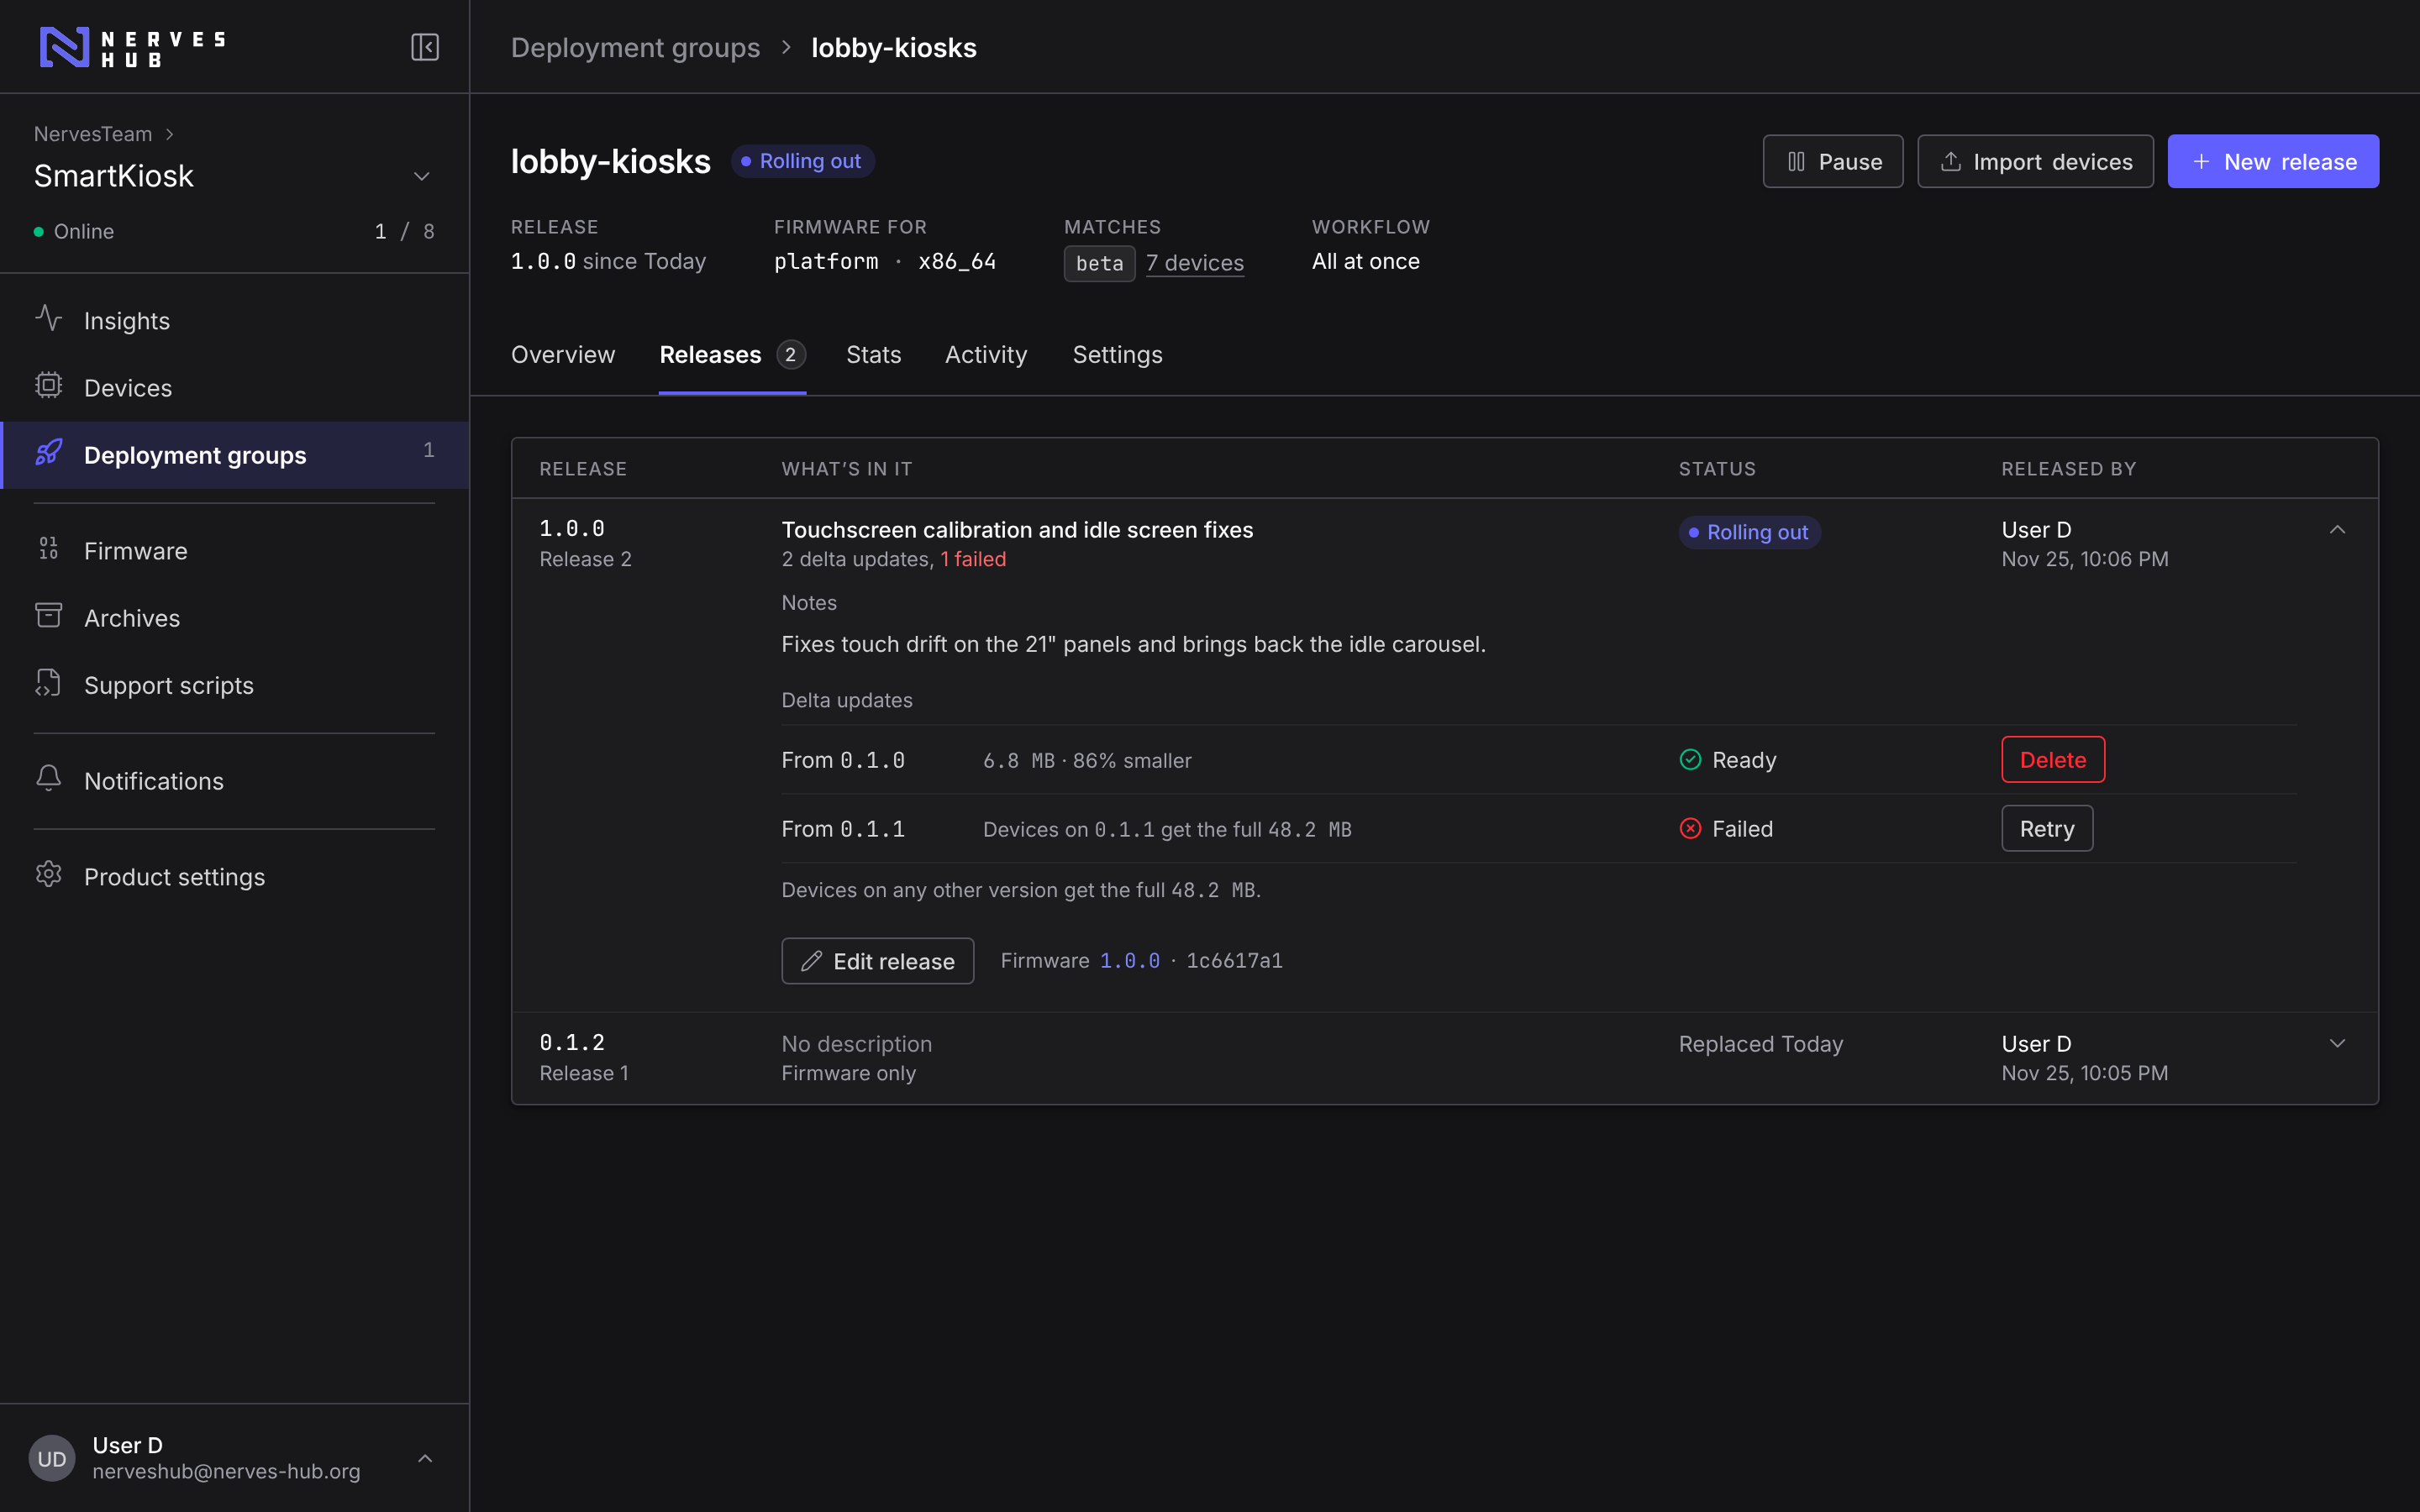 NERVES
HUB
Deployment groups > lobby-kiosks
NervesTeam >
SmartKiosk
Online 1 / 8
Insights
Devices
Deployment groups 1
Firmware
Archives
Support scripts
Notifications
Product settings
UD
User D
nerveshub@nerves-hub.org
lobby-kiosks Rolling out
Pause Import devices + New release
RELEASE FIRMWARE FOR MATCHES WORKFLOW
1.0.0 since Today platform · x86_64 beta 7 devices All at once
Overview Releases 2 Stats Activity Settings
RELEASE WHAT’S IN IT STATUS RELEASED BY
1.0.0 Touchscreen calibration and idle screen fixes Rolling out User D
Release 2 2 delta updates, 1 failed Nov 25, 10:06 PM
Notes
Fixes touch drift on the 21" panels and brings back the idle carousel.
Delta updates
From 0.1.0 6.8 MB · 86% smaller Ready Delete
From 0.1.1 Devices on 0.1.1 get the full 48.2 MB Failed Retry
Devices on any other version get the full 48.2 MB.
Edit release Firmware 1.0.0 · 1c6617a1
0.1.2 No description Replaced Today User D
Release 1 Firmware only Nov 25, 10:05 PM